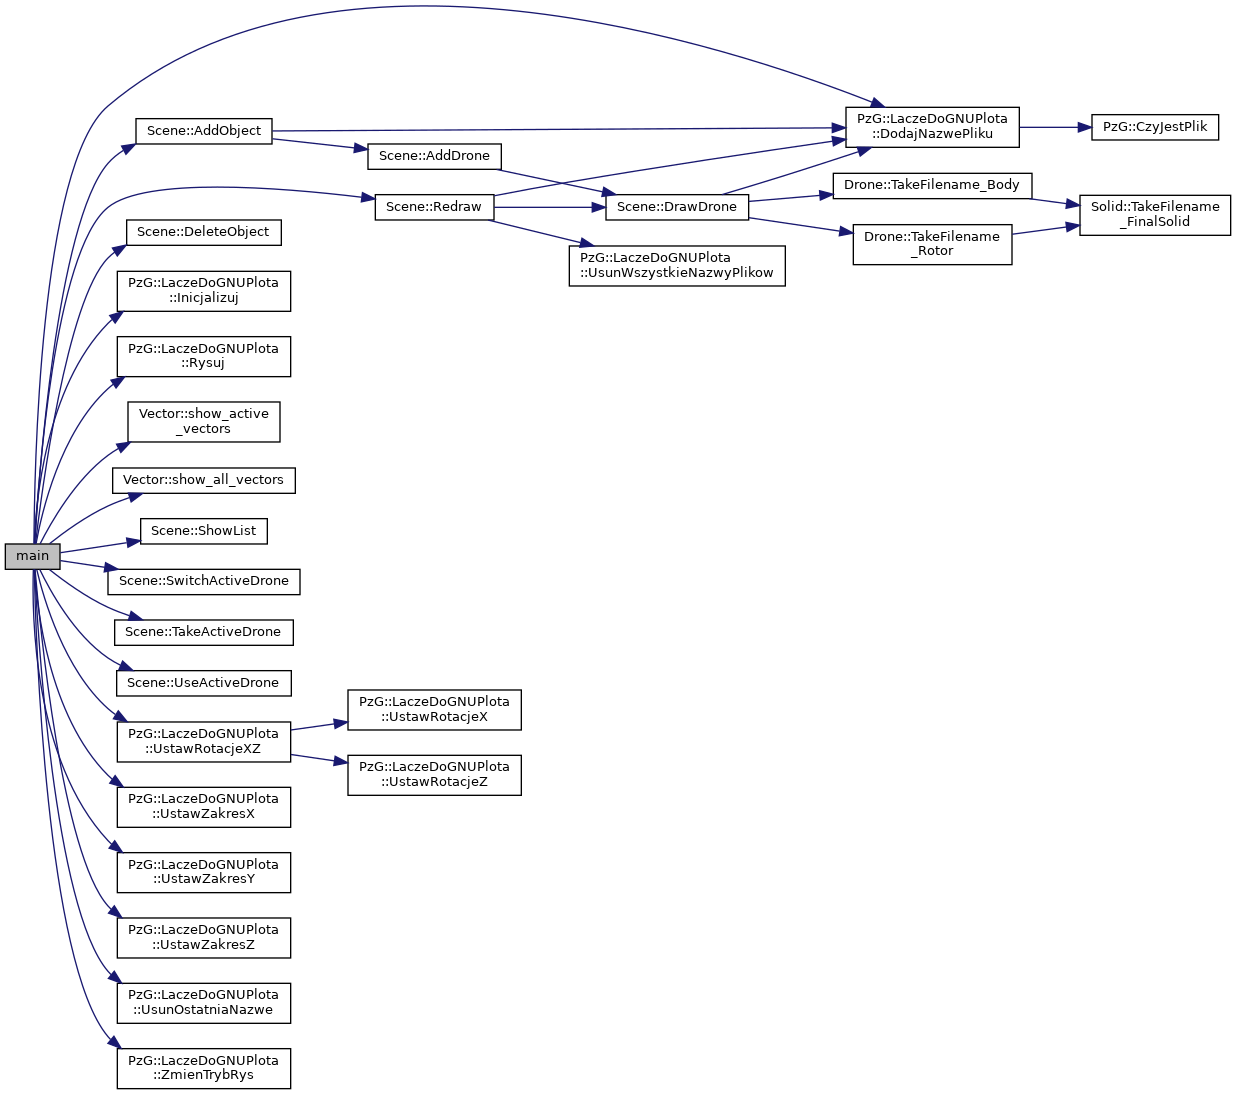 main
Scene::AddObject
Scene::AddDrone
Scene::Redraw
Scene::DrawDrone
PzG::LaczeDoGNUPlota
::UsunWszystkieNazwyPlikow
PzG::LaczeDoGNUPlota
::DodajNazwePliku
PzG::CzyJestPlik
Drone::TakeFilename_Body
Drone::TakeFilename
_Rotor
Solid::TakeFilename
_FinalSolid
Scene::DeleteObject
PzG::LaczeDoGNUPlota
::Inicjalizuj
PzG::LaczeDoGNUPlota
::Rysuj
Vector::show_active
_vectors
Vector::show_all_vectors
Scene::ShowList
Scene::SwitchActiveDrone
Scene::TakeActiveDrone
Scene::UseActiveDrone
PzG::LaczeDoGNUPlota
::UstawRotacjeXZ
PzG::LaczeDoGNUPlota
::UstawRotacjeX
PzG::LaczeDoGNUPlota
::UstawRotacjeZ
PzG::LaczeDoGNUPlota
::UstawZakresX
PzG::LaczeDoGNUPlota
::UstawZakresY
PzG::LaczeDoGNUPlota
::UstawZakresZ
PzG::LaczeDoGNUPlota
::UsunOstatniaNazwe
PzG::LaczeDoGNUPlota
::ZmienTrybRys